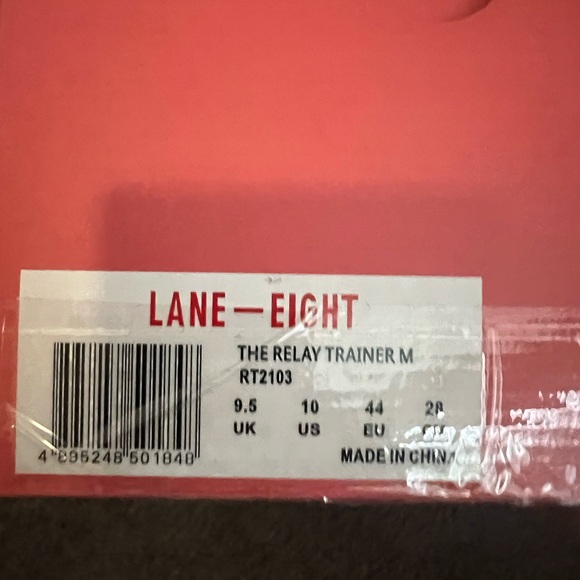 LANE—EIGHT
THE RELAY TRAINER M
RT2103
9.5 10 44 28
UK US EU
MADE IN CHINA
4 895248 501848